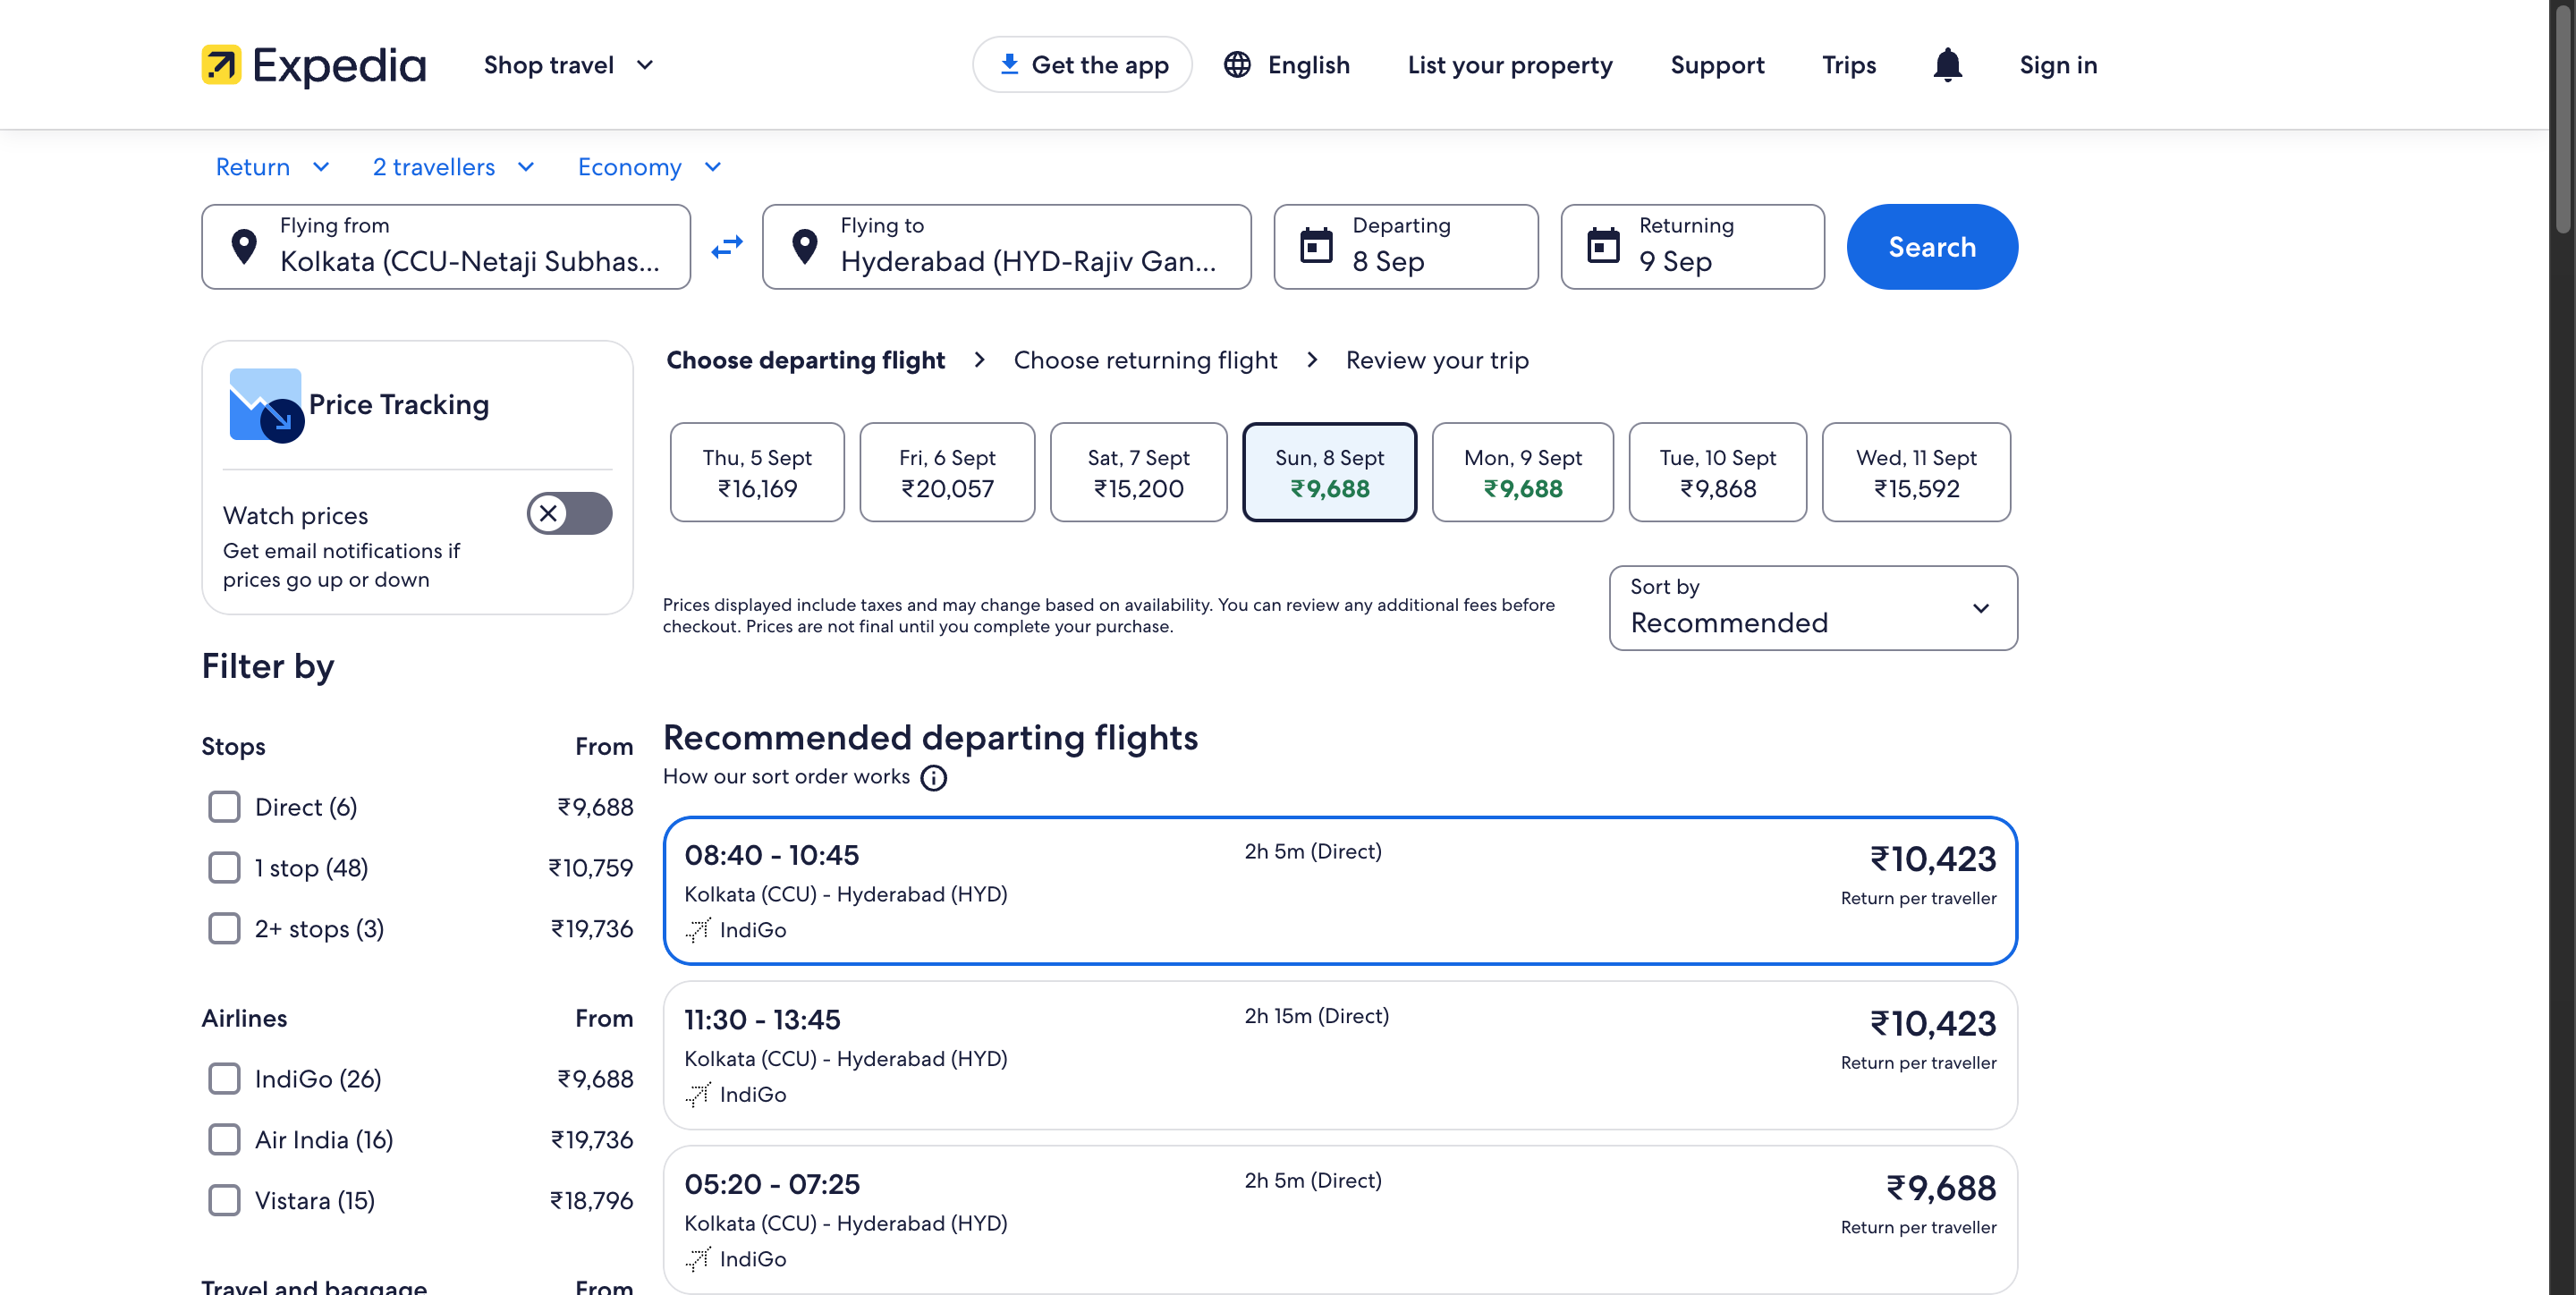 Expedia
Shop travel
Get the app
English
List your property
Support
Trips
Sign in
Return
2 travellers
Economy
Flying from
Kolkata (CCU-Netaji Subhas...
Flying to
Hyderabad (HYD-Rajiv Gan...
Departing
8 Sep
Returning
9 Sep
Search
Price Tracking
Watch prices
Get email notifications if
prices go up or down
Choose departing flight
Choose returning flight
Review your trip
Thu, 5 Sept
₹16,169
Fri, 6 Sept
₹20,057
Sat, 7 Sept
₹15,200
Sun, 8 Sept
₹9,688
Mon, 9 Sept
₹9,688
Tue, 10 Sept
₹9,868
Wed, 11 Sept
₹15,592
Prices displayed include taxes and may change based on availability. You can review any additional fees before
checkout. Prices are not final until you complete your purchase.
Sort by
Recommended
Filter by
Stops From
Direct (6) ₹9,688
1 stop (48) ₹10,759
2+ stops (3) ₹19,736
Airlines From
IndiGo (26) ₹9,688
Air India (16) ₹19,736
Vistara (15) ₹18,796
Travel and baggage From
Recommended departing flights
How our sort order works
08:40 - 10:45 2h 5m (Direct) ₹10,423
Kolkata (CCU) - Hyderabad (HYD) Return per traveller
IndiGo
11:30 - 13:45 2h 15m (Direct) ₹10,423
Kolkata (CCU) - Hyderabad (HYD) Return per traveller
IndiGo
05:20 - 07:25 2h 5m (Direct) ₹9,688
Kolkata (CCU) - Hyderabad (HYD) Return per traveller
IndiGo